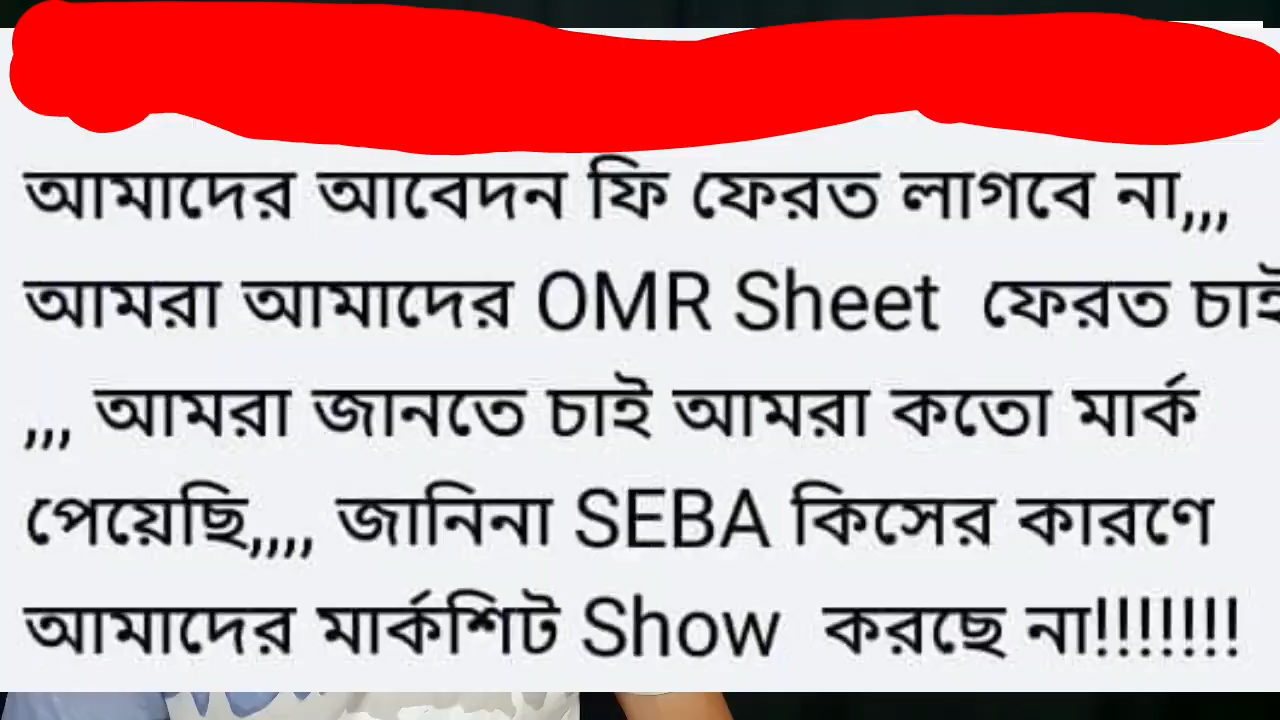 আমাদের আবেদন ফি ফেরত লাগবে না,,,
আমরা আমাদের OMR Sheet ফেরত চাই
,,, আমরা জানতে চাই আমরা কতো মার্ক
পেয়েছি,,,, জানিনা SEBA কিসের কারণে
আমাদের মার্কশিট Show করছে না!!!!!!!